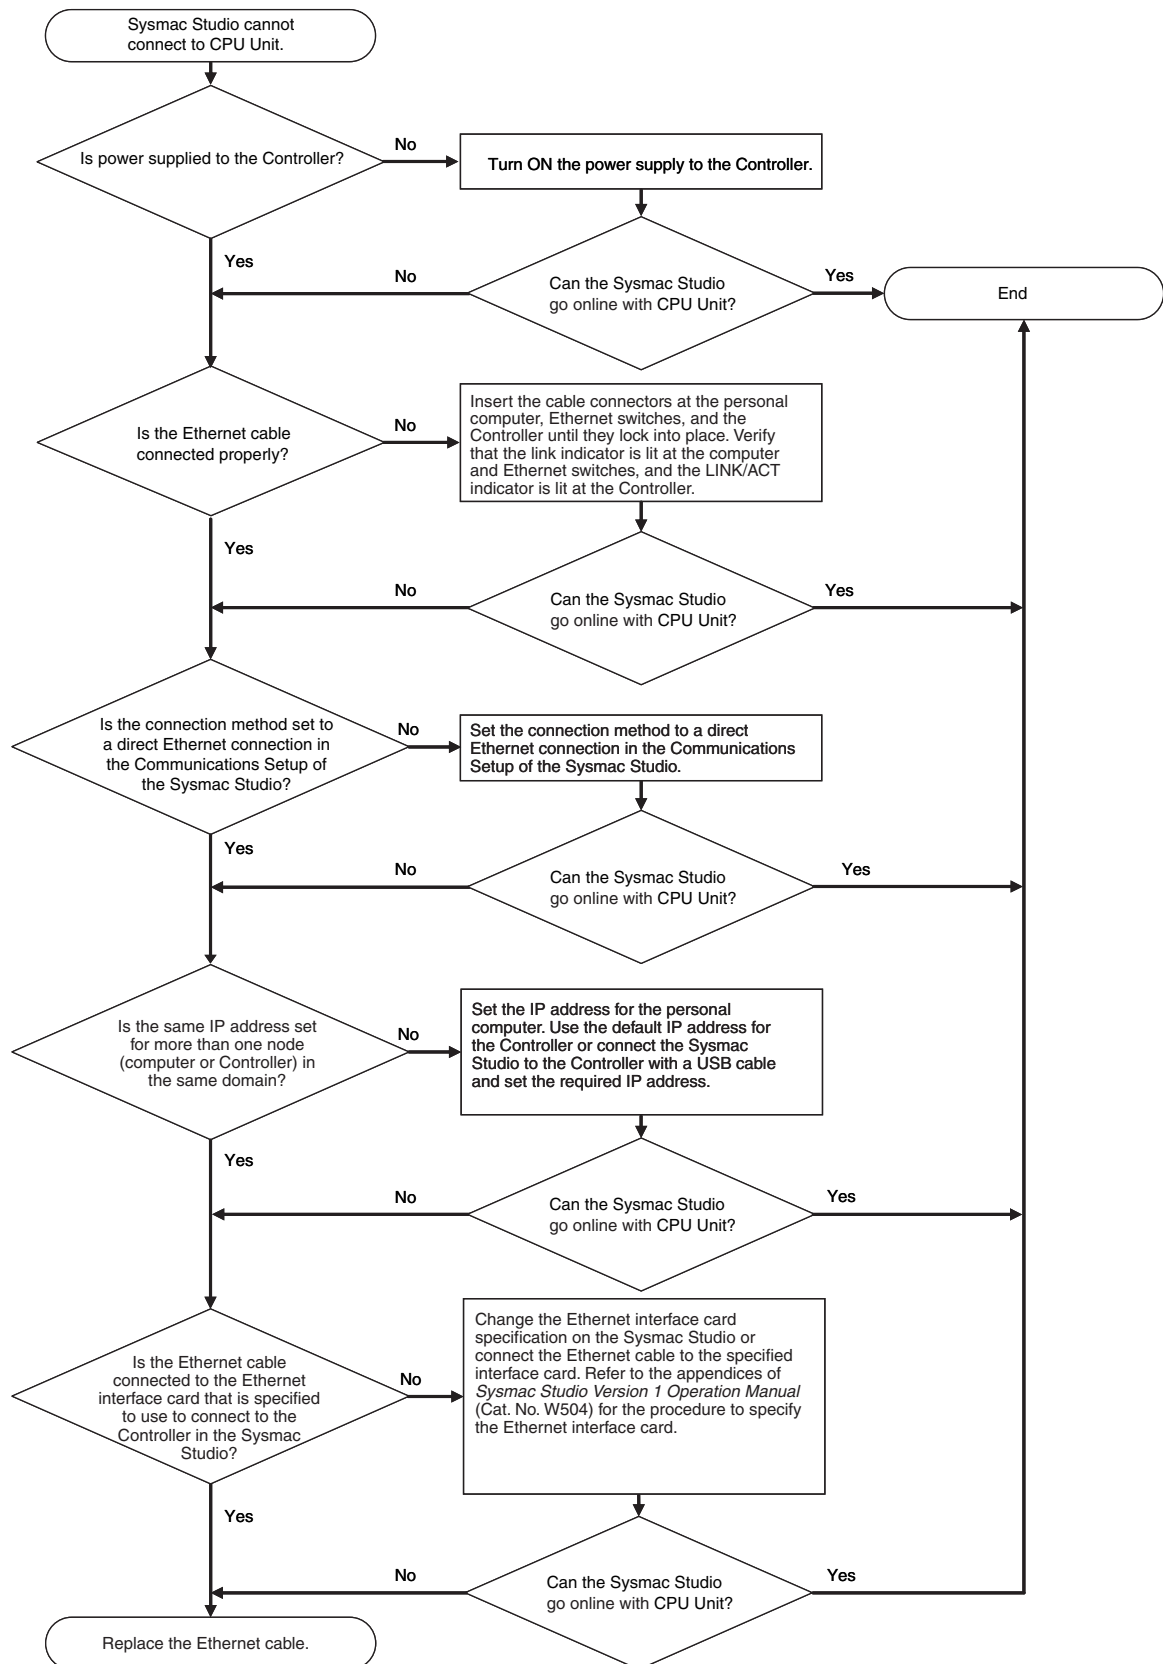 Sysmac Studio cannot
connect to CPU Unit.
Is power supplied to the Controller?
No
Turn ON the power supply to the Controller.
Yes
No
Can the Sysmac Studio
go online with CPU Unit?
Yes
End
Is the Ethernet cable
connected properly?
No
Insert the cable connectors at the personal
computer, Ethernet switches, and the
Controller until they lock into place. Verify
that the link indicator is lit at the computer
and Ethernet switches, and the LINK/ACT
indicator is lit at the Controller.
Yes
No
Can the Sysmac Studio
go online with CPU Unit?
Yes
Is the connection method set to
a direct Ethernet connection in
the Communications Setup of
the Sysmac Studio?
No
Set the connection method to a direct
Ethernet connection in the Communications
Setup of the Sysmac Studio.
Yes
No
Can the Sysmac Studio
go online with CPU Unit?
Yes
Is the same IP address set
for more than one node
(computer or Controller) in
the same domain?
No
Set the IP address for the personal
computer. Use the default IP address for
the Controller or connect the Sysmac
Studio to the Controller with a USB cable
and set the required IP address.
Yes
No
Can the Sysmac Studio
go online with CPU Unit?
Yes
Is the Ethernet cable
connected to the Ethernet
interface card that is specified
to use to connect to the
Controller in the Sysmac
Studio?
No
Change the Ethernet interface card
specification on the Sysmac Studio or
connect the Ethernet cable to the specified
interface card. Refer to the appendices of
Sysmac Studio Version 1 Operation Manual
(Cat. No. W504) for the procedure to specify
the Ethernet interface card.
Yes
No
Can the Sysmac Studio
go online with CPU Unit?
Yes
Replace the Ethernet cable.